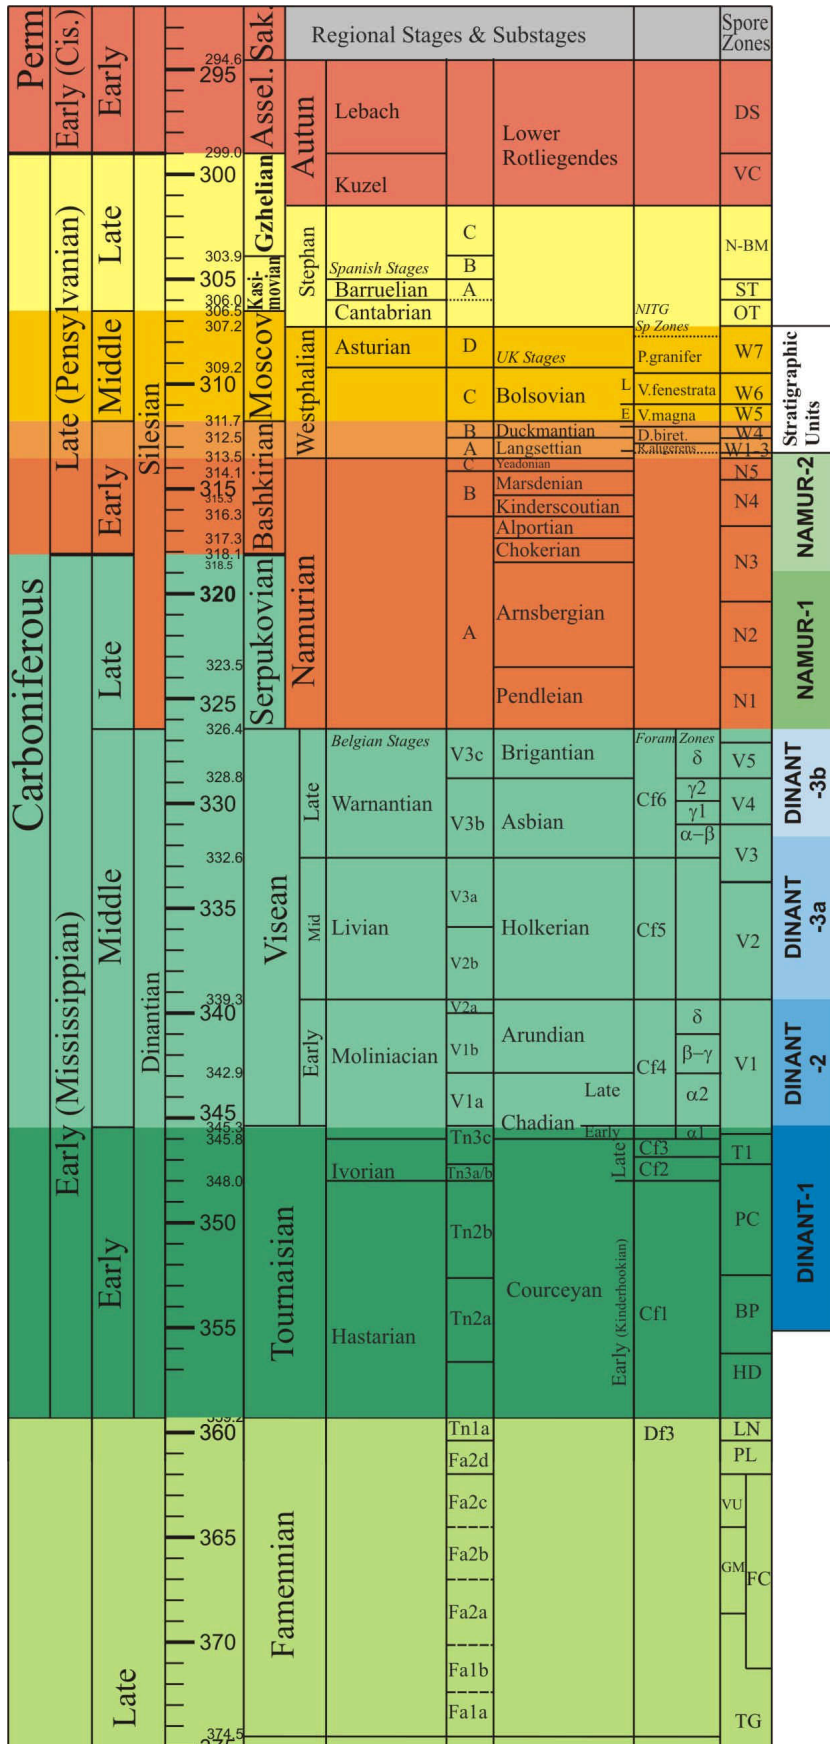 Perm
Early (Cis.)
Early
Sak.
Assel.
Regional Stages & Substages
Spore
Zones
294.6
295
299.0
300
303.9
305
306.0
306.5
307.2
309.2
310
311.7
312.5
313.5
314.1
315
315.3
316.3
317.3
318.1
318.5
320
323.5
325
326.4
328.8
330
332.6
335
339.3
340
342.9
345
345.3
345.8
348.0
350
355
359.2
360
365
370
374.5
375
Carboniferous
Late (Pensylvanian)
Early (Mississippian)
Late
Middle
Early
Late
Middle
Early
Late
Silesian
Dinantian
Gzhelian
Kasi-
movian
Moscov
Bashkirian
Serpukovian
Visean
Tournaisian
Famennian
Autun
Stephan
Westphalian
Namurian
Late
Mid
Early
Lebach
Kuzel
Spanish Stages
Barruelian
Cantabrian
Asturian
Belgian Stages
Warnantian
Livian
Moliniacian
Ivorian
Hastarian
C
B
A
D
C
B
A
C
B
A
V3c
V3b
V3a
V2b
V2a
V1b
V1a
Tn3c
Tn3a/b
Tn2b
Tn2a
Tn1a
Fa2d
Fa2c
Fa2b
Fa2a
Fa1b
Fa1a
Lower
Rotliegendes
UK Stages
Bolsovian
L
E
Duckmantian
Langsettian
Yeadonian
Marsdenian
Kinderscoutian
Alportian
Chokerian
Arnsbergian
Pendleian
Brigantian
Asbian
Holkerian
Arundian
Late
Chadian
Early
Late
Courceyan
Early (Kinderhookian)
NITG
Sp Zones
P.granifer
V.fenestrata
V.magna
D.biret.
R.aligerens
Foram Zones
Cf6
δ
γ2
γ1
α−β
Cf5
Cf4
δ
β−γ
α2
α1
Cf3
Cf2
Cf1
Df3
DS
VC
N-BM
ST
OT
W7
W6
W5
W4
W1-3
N5
N4
N3
N2
N1
V5
V4
V3
V2
V1
T1
PC
BP
HD
LN
PL
VU
GM
FC
TG
Stratigraphic
Units
NAMUR-2
NAMUR-1
DINANT
-3b
DINANT
-3a
DINANT
-2
DINANT-1